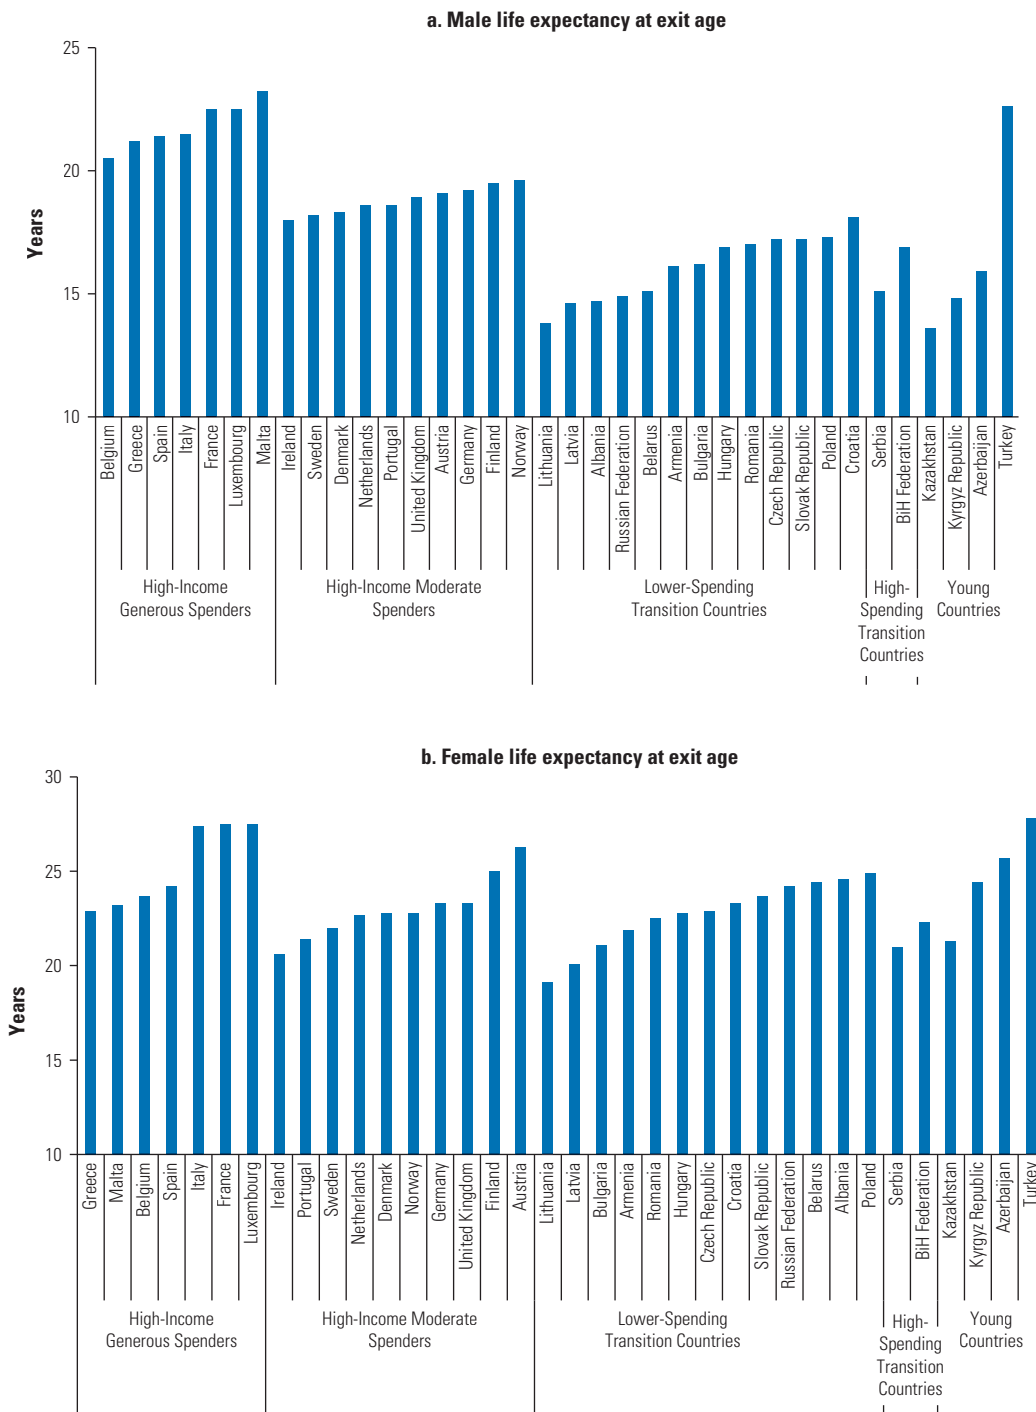 a. Male life expectancy at exit age
Years
25
20
15
10
Belgium
Greece
Spain
Italy
France
Luxembourg
Malta
Ireland
Sweden
Denmark
Netherlands
Portugal
United Kingdom
Austria
Germany
Finland
Norway
Lithuania
Latvia
Albania
Russian Federation
Belarus
Armenia
Bulgaria
Hungary
Romania
Czech Republic
Slovak Republic
Poland
Croatia
Serbia
BiH Federation
Kazakhstan
Kyrgyz Republic
Azerbaijan
Turkey
High-Income
Generous Spenders
High-Income Moderate
Spenders
Lower-Spending
Transition Countries
High-
Spending
Transition
Countries
Young
Countries
b. Female life expectancy at exit age
Years
30
25
20
15
10
Greece
Malta
Belgium
Spain
Italy
France
Luxembourg
Ireland
Portugal
Sweden
Netherlands
Denmark
Norway
Germany
United Kingdom
Finland
Austria
Lithuania
Latvia
Bulgaria
Armenia
Romania
Hungary
Czech Republic
Croatia
Slovak Republic
Russian Federation
Belarus
Albania
Poland
Serbia
BiH Federation
Kazakhstan
Kyrgyz Republic
Azerbaijan
Turkey
High-Income
Generous Spenders
High-Income Moderate
Spenders
Lower-Spending
Transition Countries
High-
Spending
Transition
Countries
Young
Countries